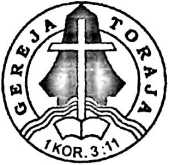 GEREJA TORAJA
1 KOR. 3:11